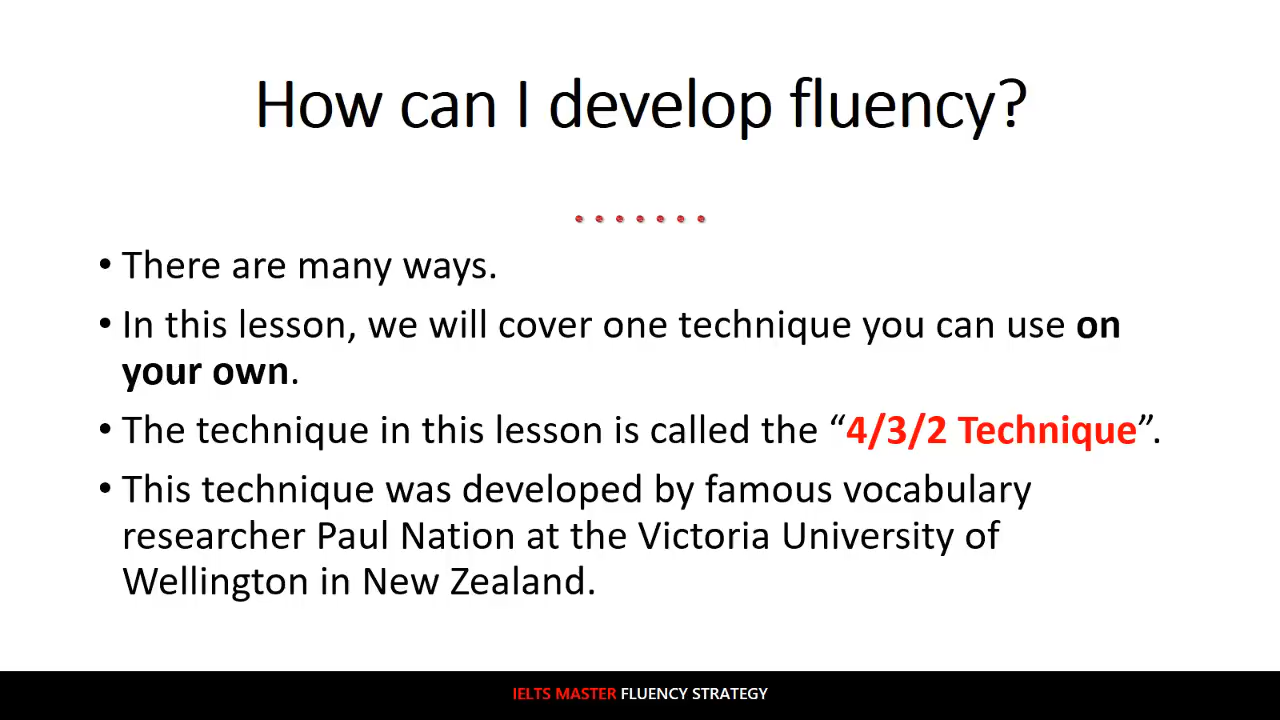 How can I develop fluency?
• There are many ways.
• In this lesson, we will cover one technique you can use on
your own.
• The technique in this lesson is called the “4/3/2 Technique”.
• This technique was developed by famous vocabulary
researcher Paul Nation at the Victoria University of
Wellington in New Zealand.
IELTS MASTER FLUENCY STRATEGY